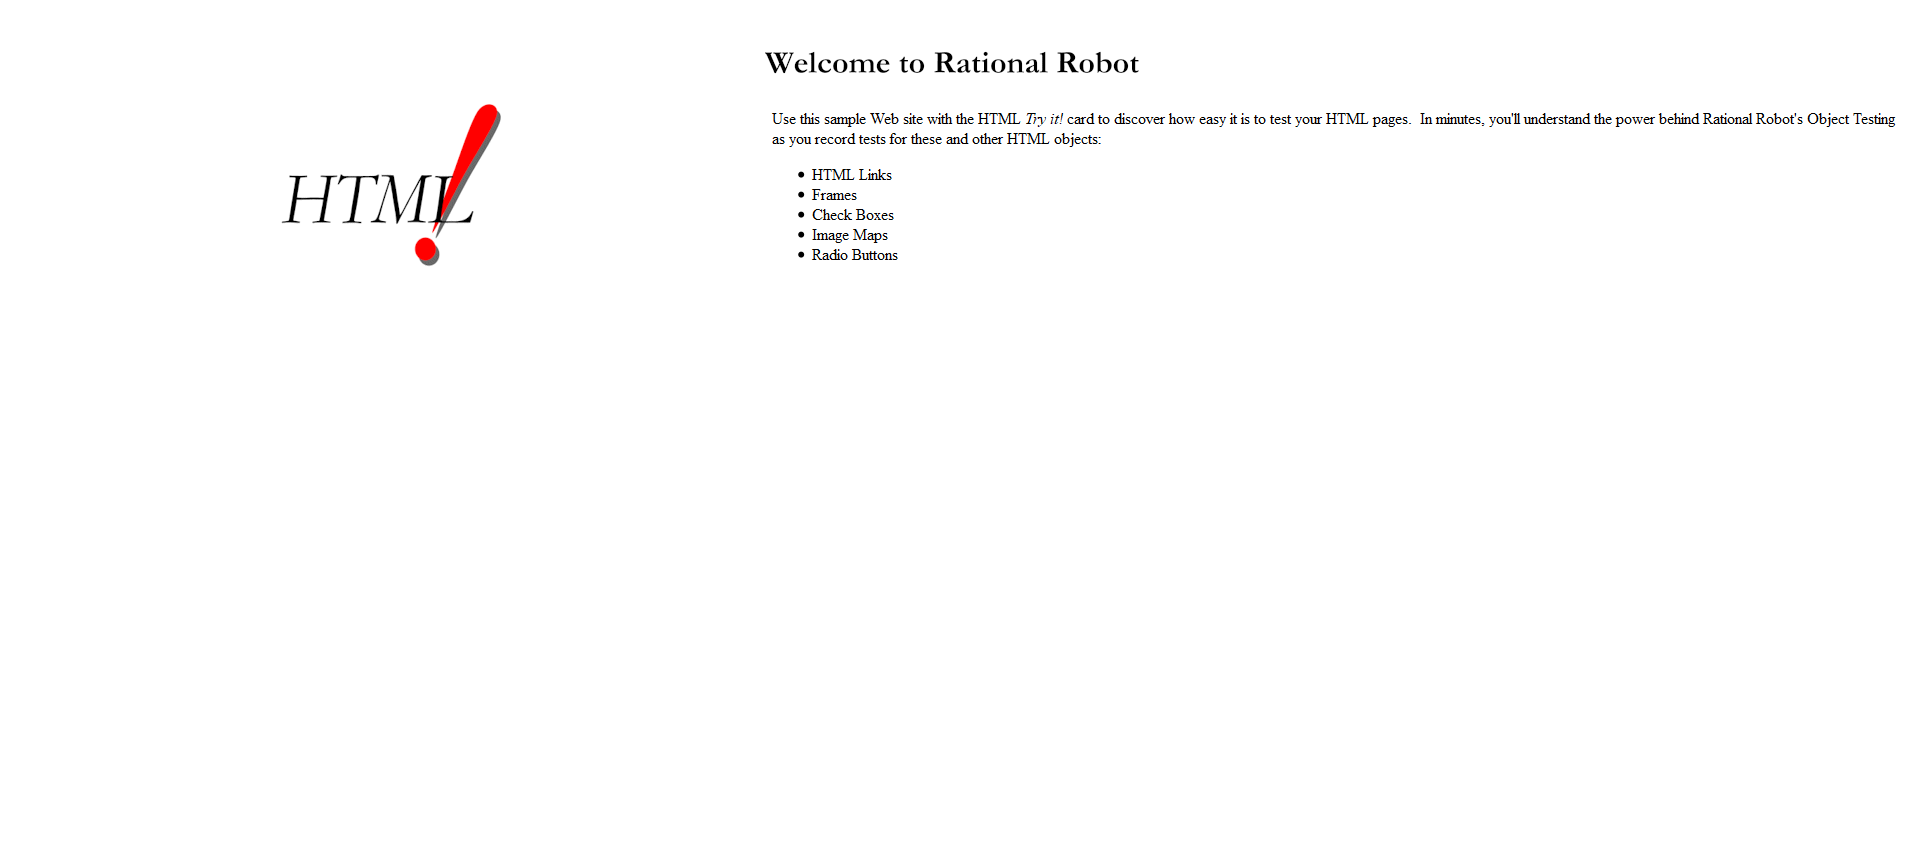 HTML!
Welcome to Rational Robot
Use this sample Web site with the HTML Try it! card to discover how easy it is to test your HTML pages.  In minutes, you'll understand the power behind Rational Robot's Object Testing
as you record tests for these and other HTML objects:
• HTML Links
• Frames
• Check Boxes
• Image Maps
• Radio Buttons